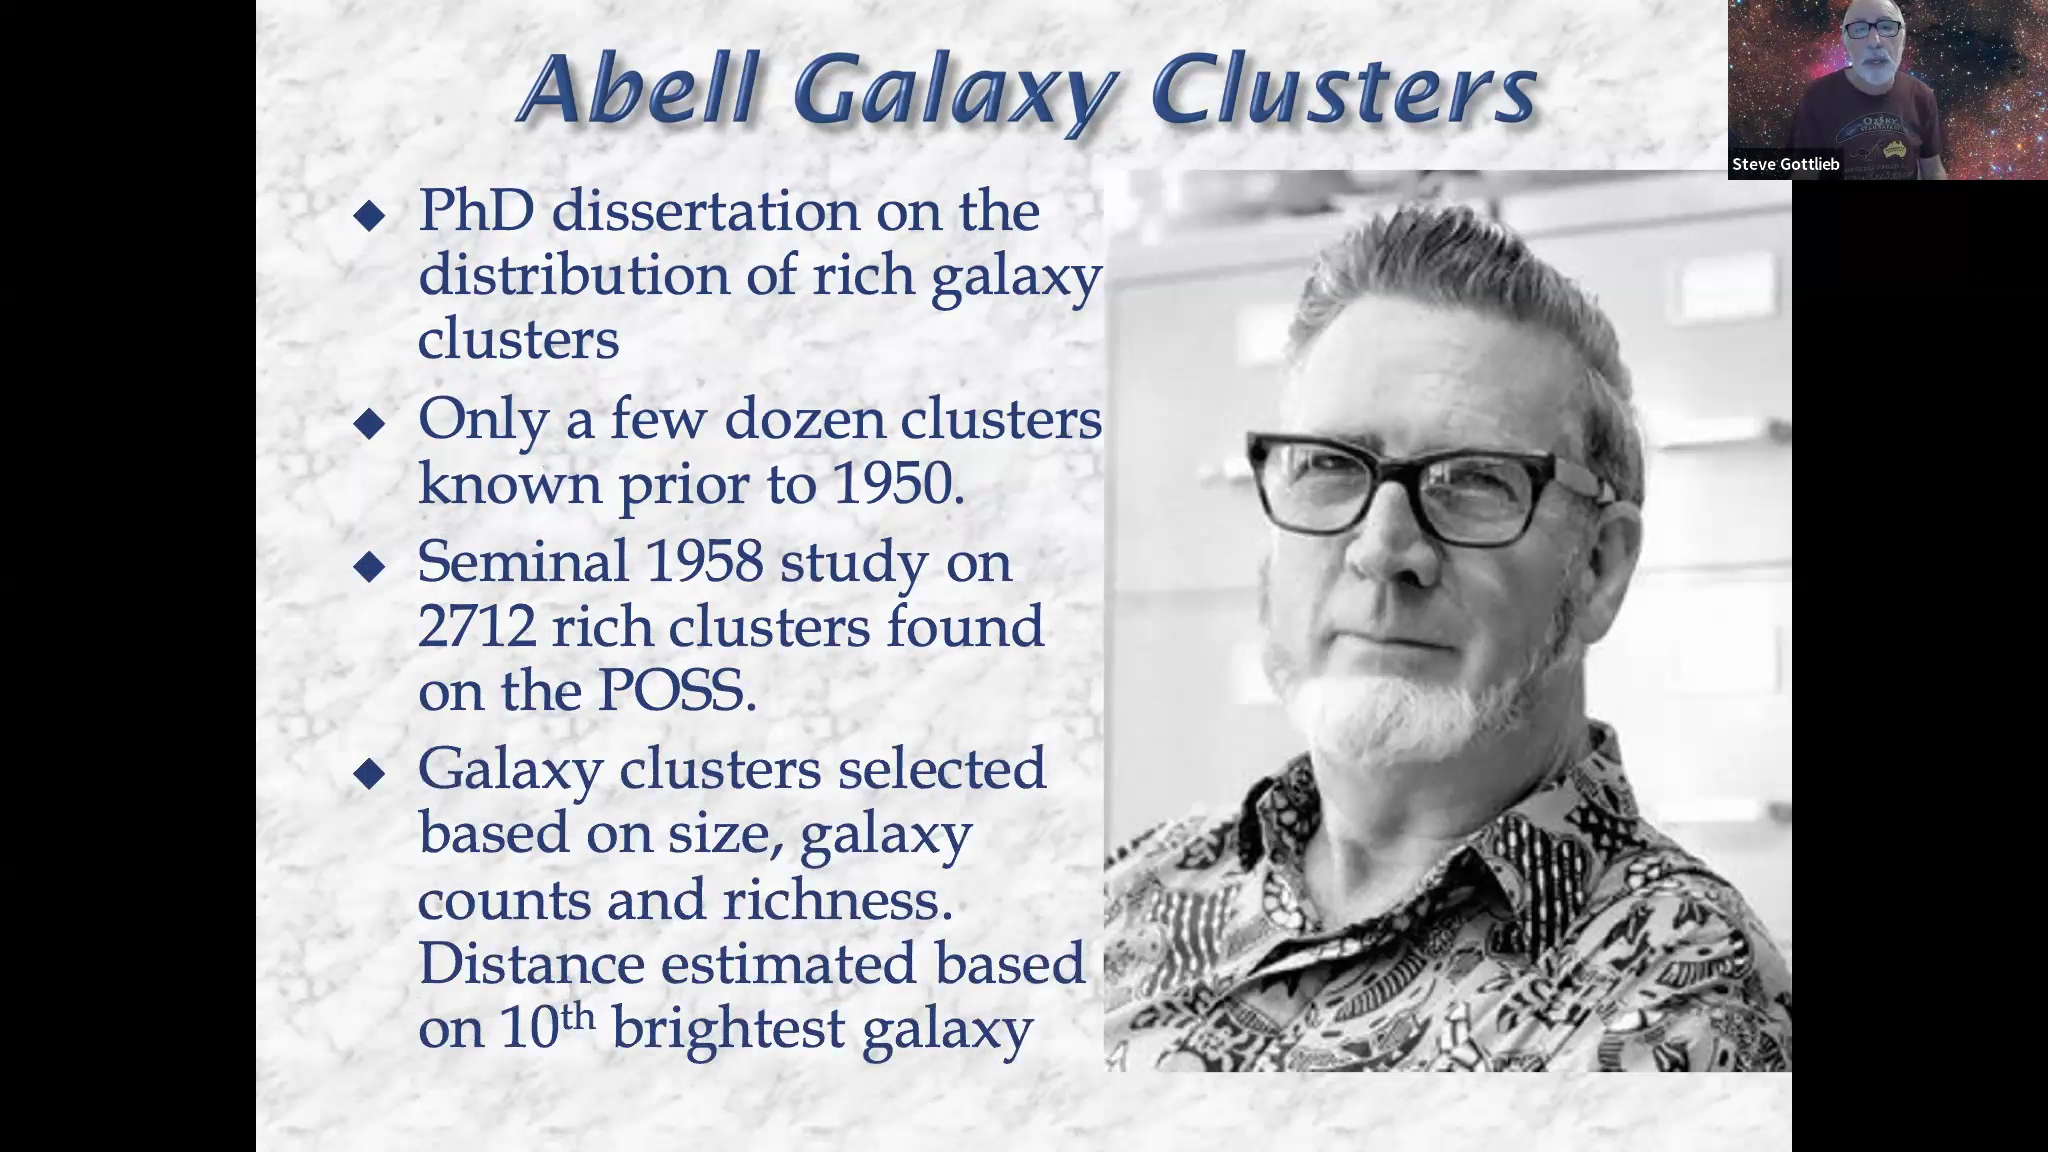 Abell Galaxy Clusters
Steve Gottlieb
OzSky
◆ PhD dissertation on the
distribution of rich galaxy
clusters
◆ Only a few dozen clusters
known prior to 1950.
◆ Seminal 1958 study on
2712 rich clusters found
on the POSS.
◆ Galaxy clusters selected
based on size, galaxy
counts and richness.
Distance estimated based
on 10th brightest galaxy